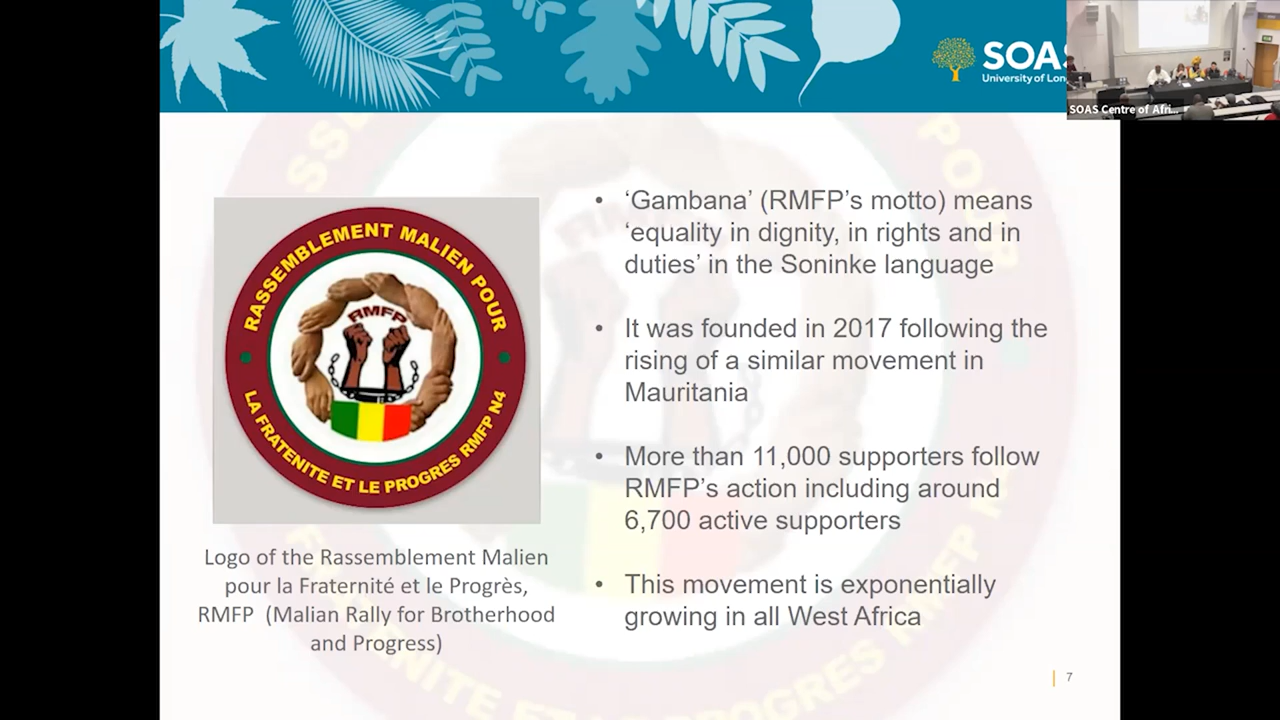 SOAS
University of Lon
SOAS Centre of Afri...
RASSEMBLEMENT MALIEN POUR
RMFP
LA FRATENITE ET LE PROGRES RMFP N4
Logo of the Rassemblement Malien
pour la Fraternité et le Progrès,
RMFP (Malian Rally for Brotherhood
and Progress)
• ‘Gambana’ (RMFP’s motto) means
‘equality in dignity, in rights and in
duties’ in the Soninke language
• It was founded in 2017 following the
rising of a similar movement in
Mauritania
• More than 11,000 supporters follow
RMFP’s action including around
6,700 active supporters
• This movement is exponentially
growing in all West Africa
7